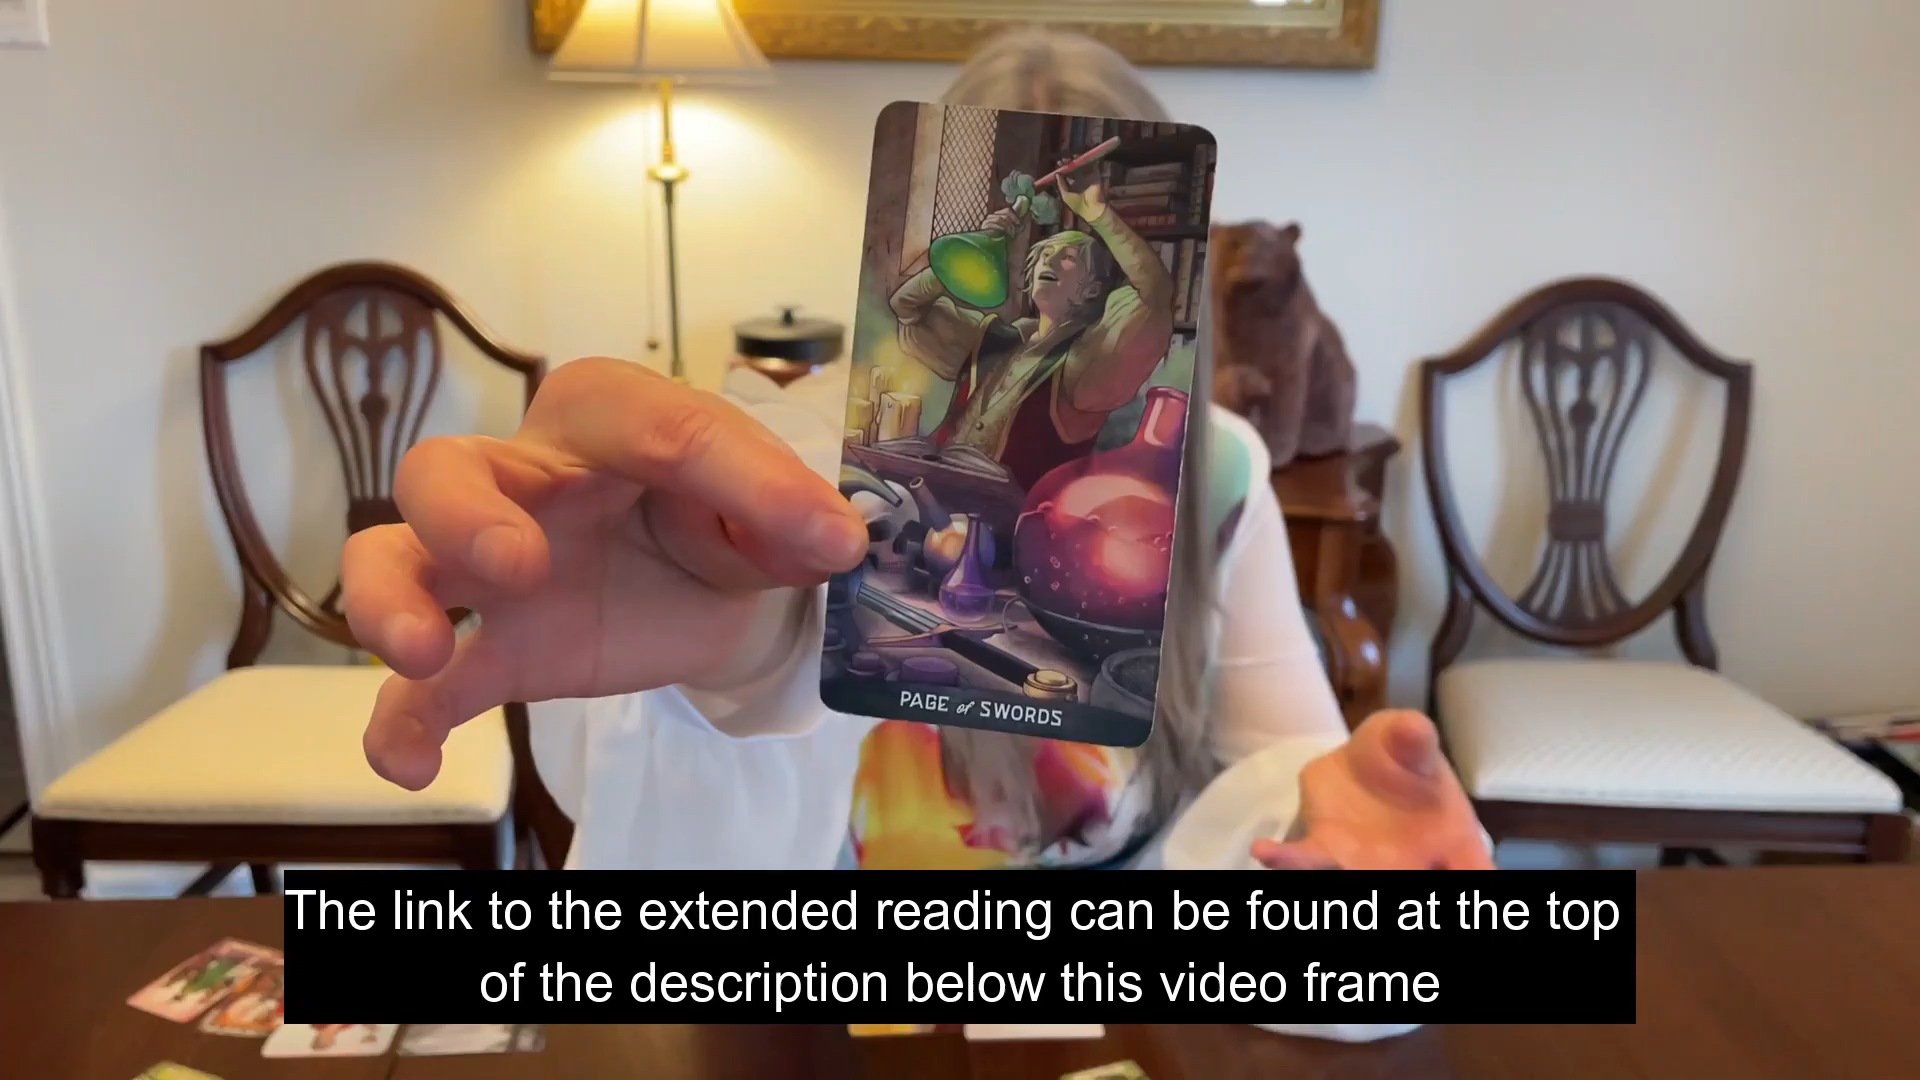 PAGE of SWORDS
The link to the extended reading can be found at the top
of the description below this video frame